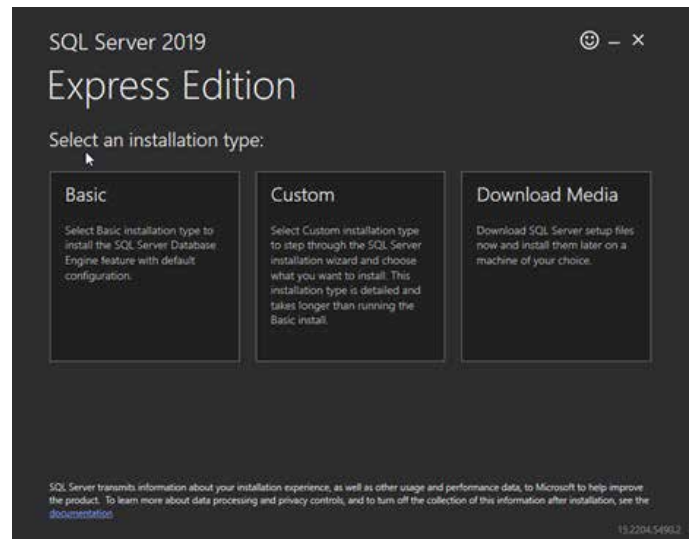 SQL Server 2019
Express Edition
Select an installation type:
Basic
Select Basic installation type to
install the SQL Server Database
Engine feature with default
configuration.
Custom
Select Custom installation type
to step through the SQL Server
installation wizard and choose
what you want to install. This
installation type is detailed and
takes longer than running the
Basic install.
Download Media
Download SQL Server setup files
now and install them later on a
machine of your choice.
SQL Server transmits information about your installation experience, as well as other usage and performance data, to Microsoft to help improve
the product. To learn more about data processing and privacy controls, and to turn off the collection of this information after installation, see the
documentation
15.2204.5490.2